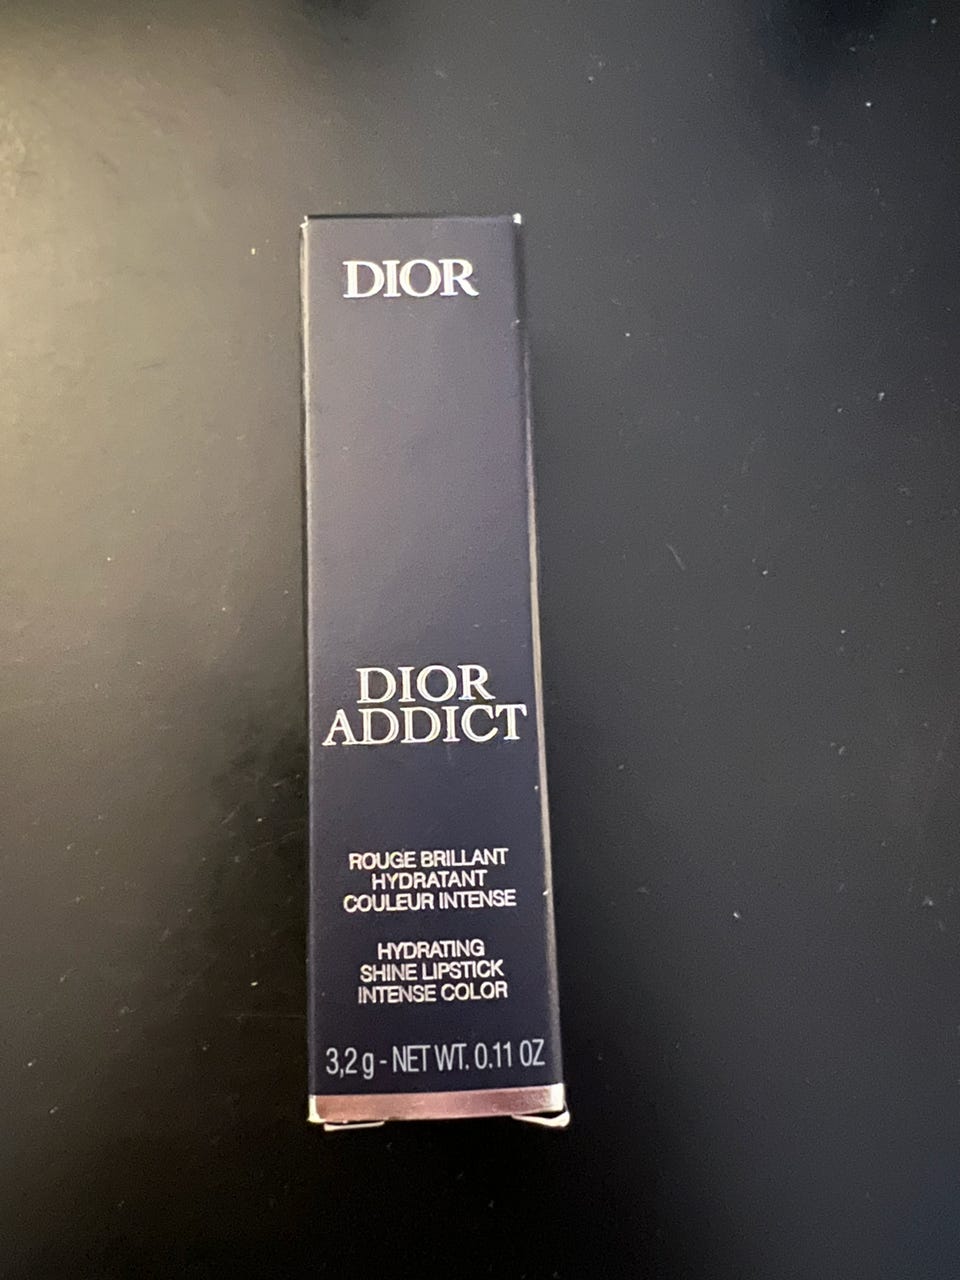 DIOR
DIOR
ADDICT
ROUGE BRILLANT
HYDRATANT
COULEUR INTENSE
HYDRATING
SHINE LIPSTICK
INTENSE COLOR
3,2 g - NET WT. 0.11 OZ